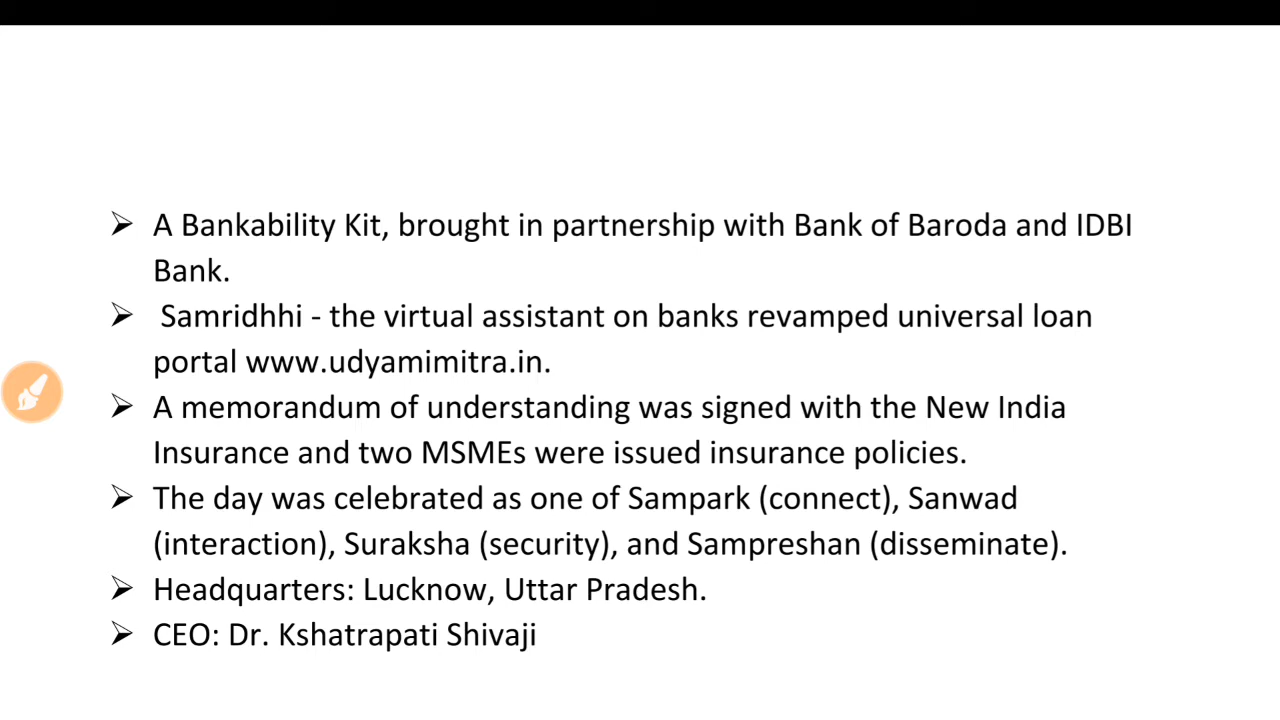 ➢ A Bankability Kit, brought in partnership with Bank of Baroda and IDBI
Bank.
➢ Samridhhi - the virtual assistant on banks revamped universal loan
portal www.udyamimitra.in.
➢ A memorandum of understanding was signed with the New India
Insurance and two MSMEs were issued insurance policies.
➢ The day was celebrated as one of Sampark (connect), Sanwad
(interaction), Suraksha (security), and Sampreshan (disseminate).
➢ Headquarters: Lucknow, Uttar Pradesh.
➢ CEO: Dr. Kshatrapati Shivaji